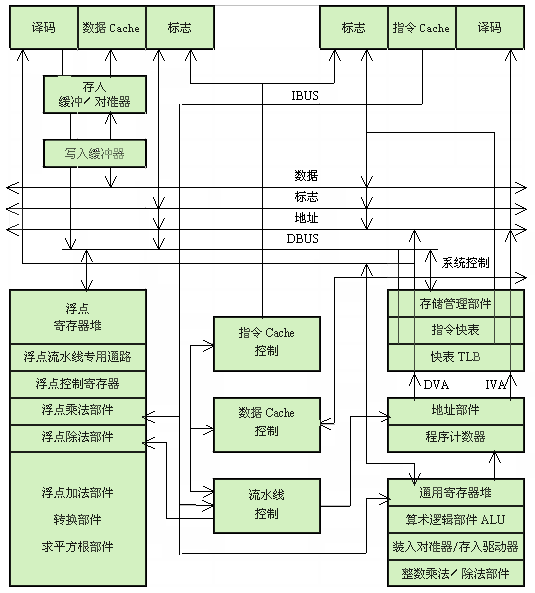 译码 数据 Cache 标志 标志 指令 Cache 译码
存入
缓冲/对准器
IBUS
写入缓冲器
数据
标志
地址
DBUS
系统控制
浮点
寄存器堆
浮点流水线专用通路
浮点控制寄存器
浮点乘法部件
浮点除法部件
浮点加法部件
转换部件
求平方根部件
指令 Cache
控制
数据 Cache
控制
流水线
控制
存储管理部件
指令快表
快表 TLB
DVA IVA
地址部件
程序计数器
通用寄存器堆
算术逻辑部件 ALU
装入对准器/存入驱动器
整数乘法/除法部件